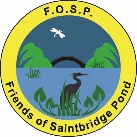 F.O.S.P.
Friends of Saintbridge Pond